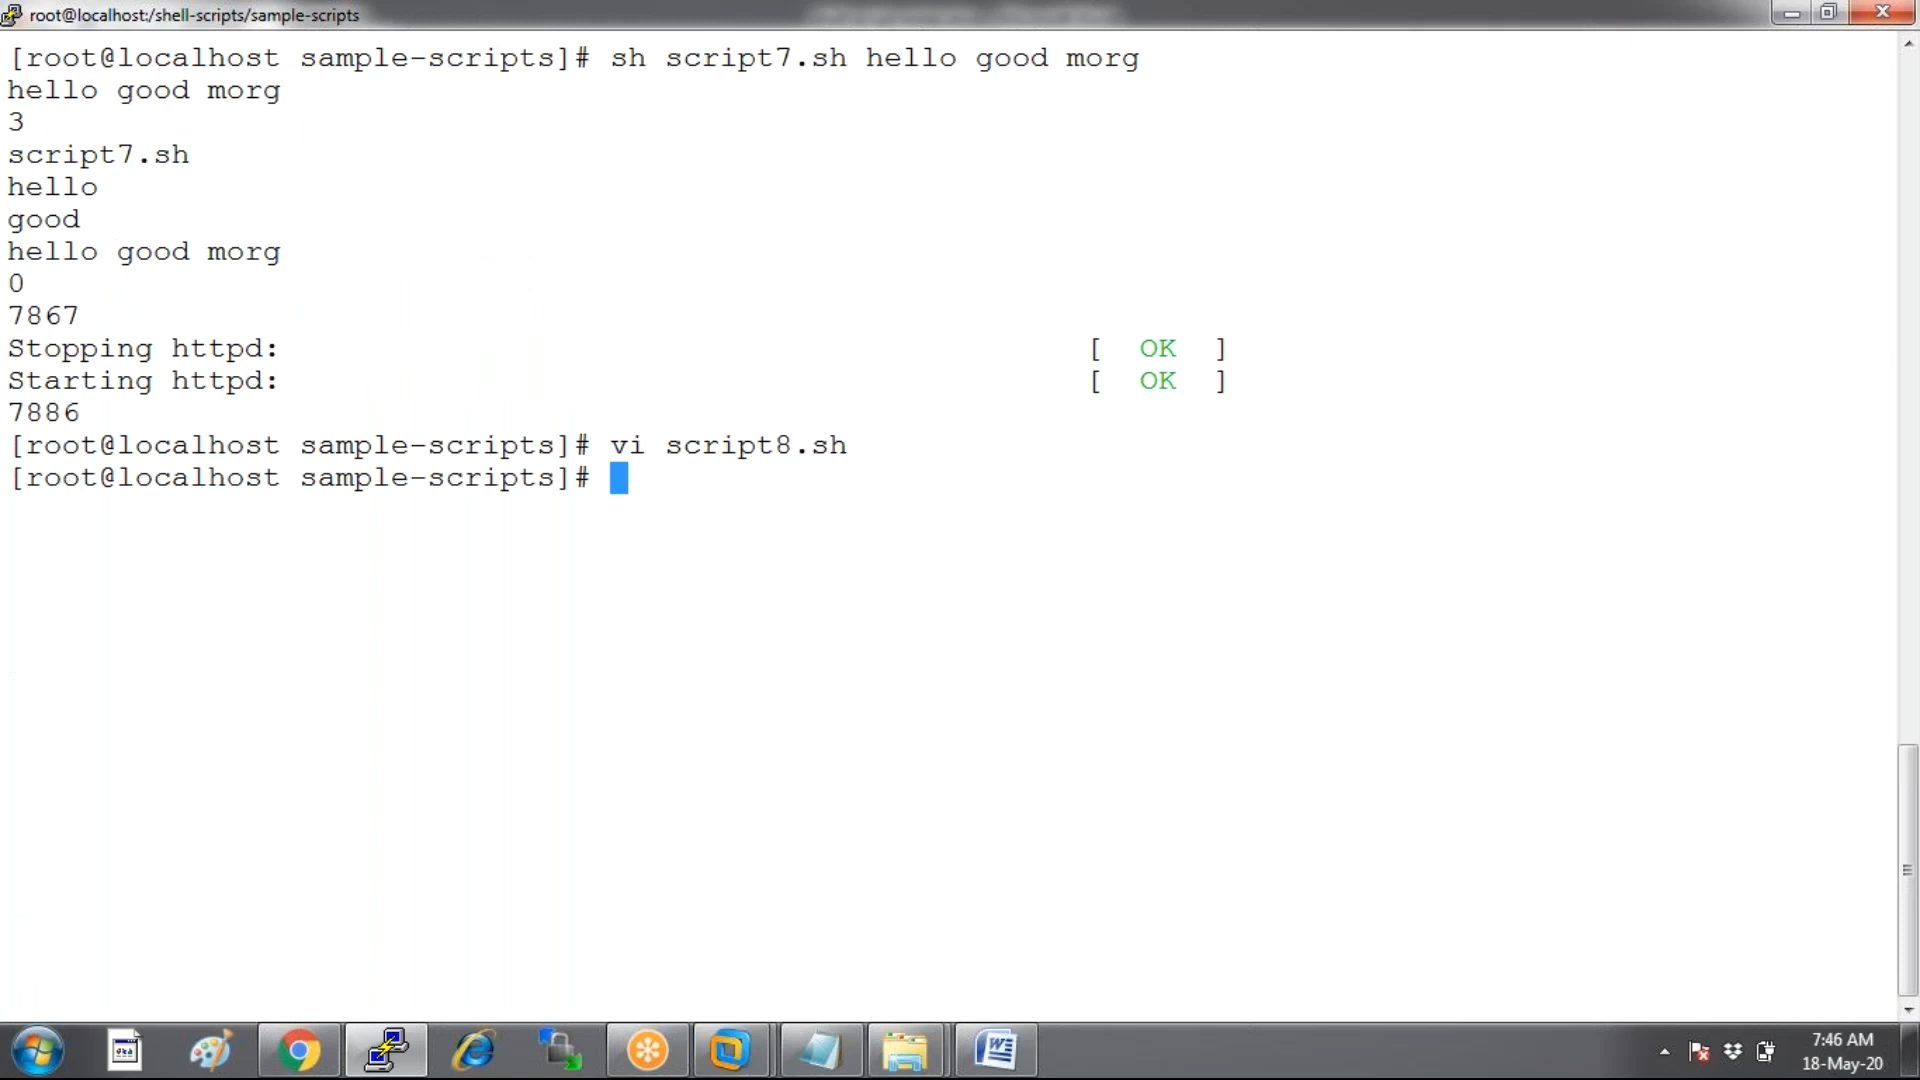 root@localhost:/shell-scripts/sample-scripts
[root@localhost sample-scripts]# sh script7.sh hello good morg
hello good morg
3
script7.sh
hello
good
hello good morg
0
7867
Stopping httpd: [ OK ]
Starting httpd: [ OK ]
7886
[root@localhost sample-scripts]# vi script8.sh
[root@localhost sample-scripts]#
7:46 AM
18-May-20